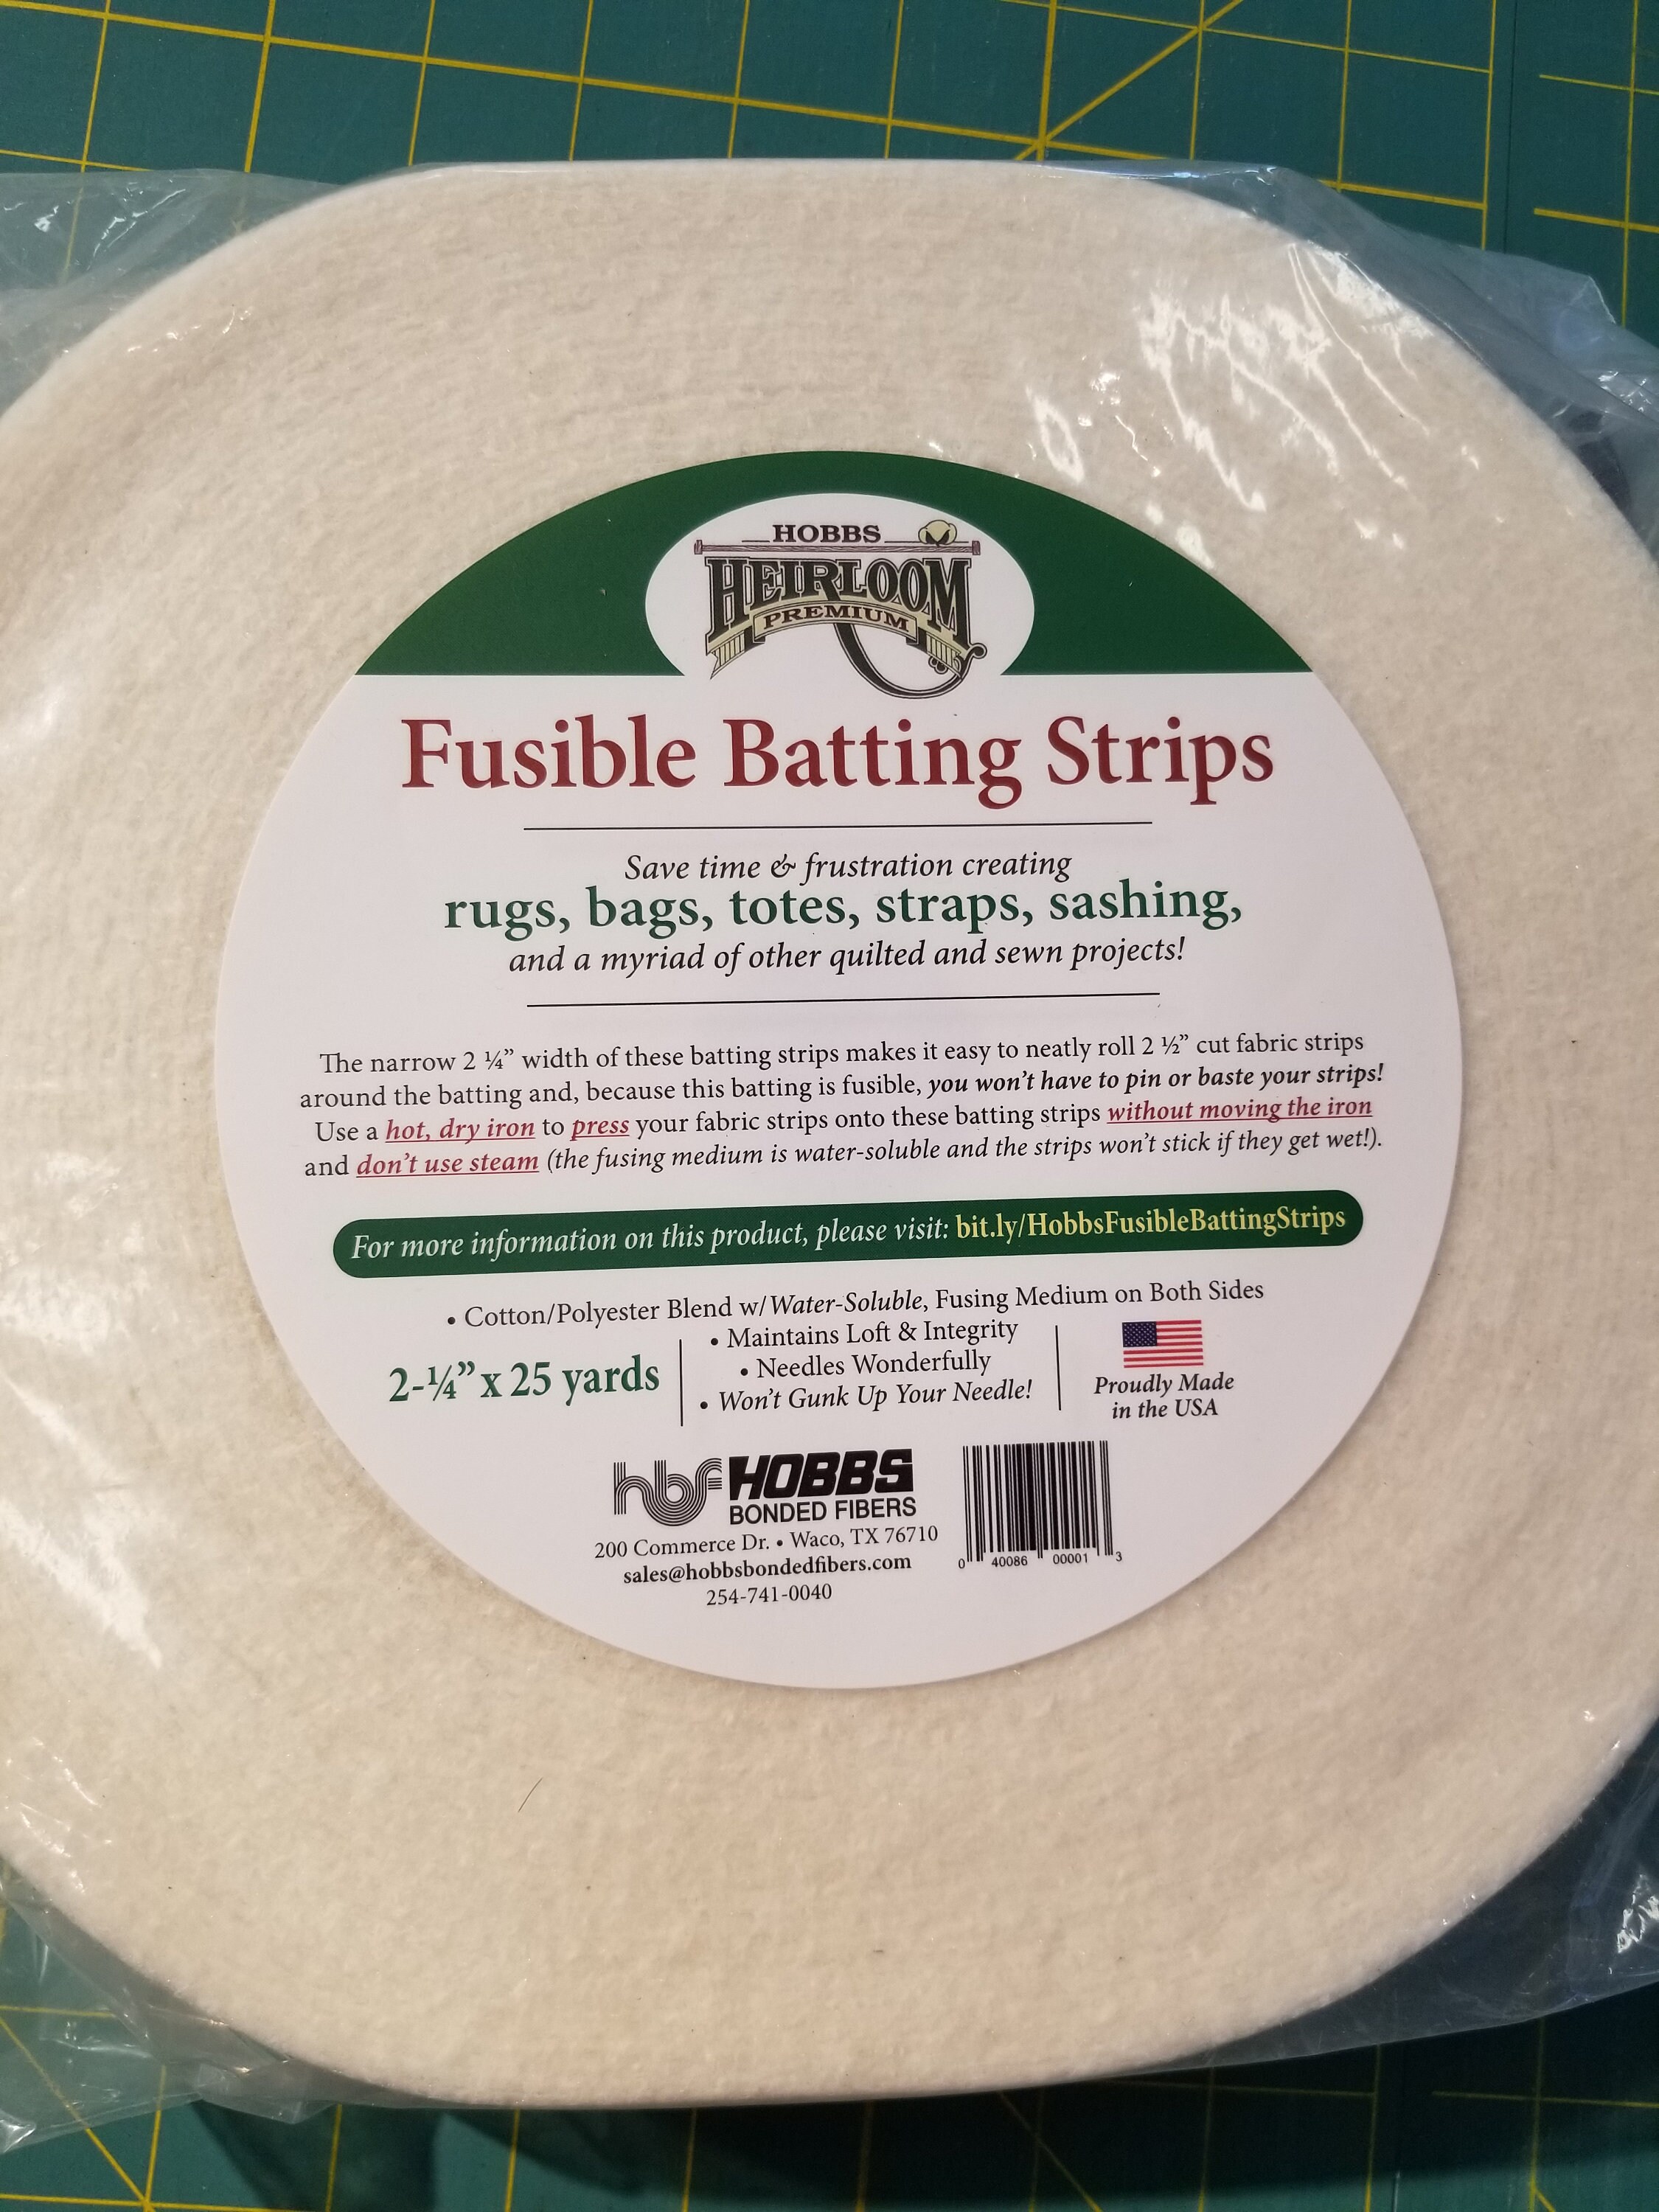 HOBBS
HEIRLOOM
PREMIUM
Fusible Batting Strips
Save time & frustration creating
rugs, bags, totes, straps, sashing,
and a myriad of other quilted and sewn projects!
The narrow 2 ¼” width of these batting strips makes it easy to neatly roll 2 ½” cut fabric strips
around the batting and, because this batting is fusible, you won’t have to pin or baste your strips!
Use a hot, dry iron to press your fabric strips onto these batting strips without moving the iron
and don’t use steam (the fusing medium is water-soluble and the strips won’t stick if they get wet!).
For more information on this product, please visit: bit.ly/HobbsFusibleBattingStrips
• Cotton/Polyester Blend w/Water-Soluble, Fusing Medium on Both Sides
2-¼” x 25 yards
• Maintains Loft & Integrity
• Needles Wonderfully
• Won’t Gunk Up Your Needle!
Proudly Made
in the USA
hbf HOBBS
BONDED FIBERS
200 Commerce Dr. • Waco, TX 76710
sales@hobbsbondedfibers.com
254-741-0040
0 40086 00001 3